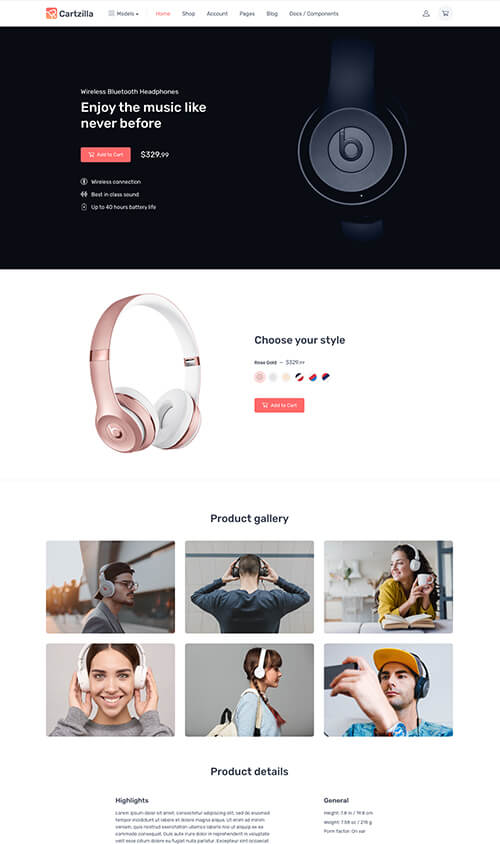 Cartzilla
Models
Home
Shop
Account
Pages
Blog
Docs / Components
Wireless Bluetooth Headphones
Enjoy the music like
never before
Add to Cart
$329.99
Wireless connection
Best in class sound
Up to 40 hours battery life
Choose your style
Rose Gold — $329.99
Add to Cart
Product gallery
Product details
Highlights
Lorem ipsum dolor sit amet, consectetur adipisicing elit, sed do eiusmod
tempor incididunt ut labore et dolore magna aliqua. Ut enim ad minim
veniam, quis nostrud exercitation ullamco laboris nisi ut aliquip ex ea
commodo consequat. Duis aute irure dolor in reprehenderit in voluptate
velit esse cillum dolore eu fugiat nulla pariatur. Excepteur sint occaecat
General
Height: 7.8 in / 19.8 cm
Weight: 7.58 oz / 215 g
Form factor: On ear